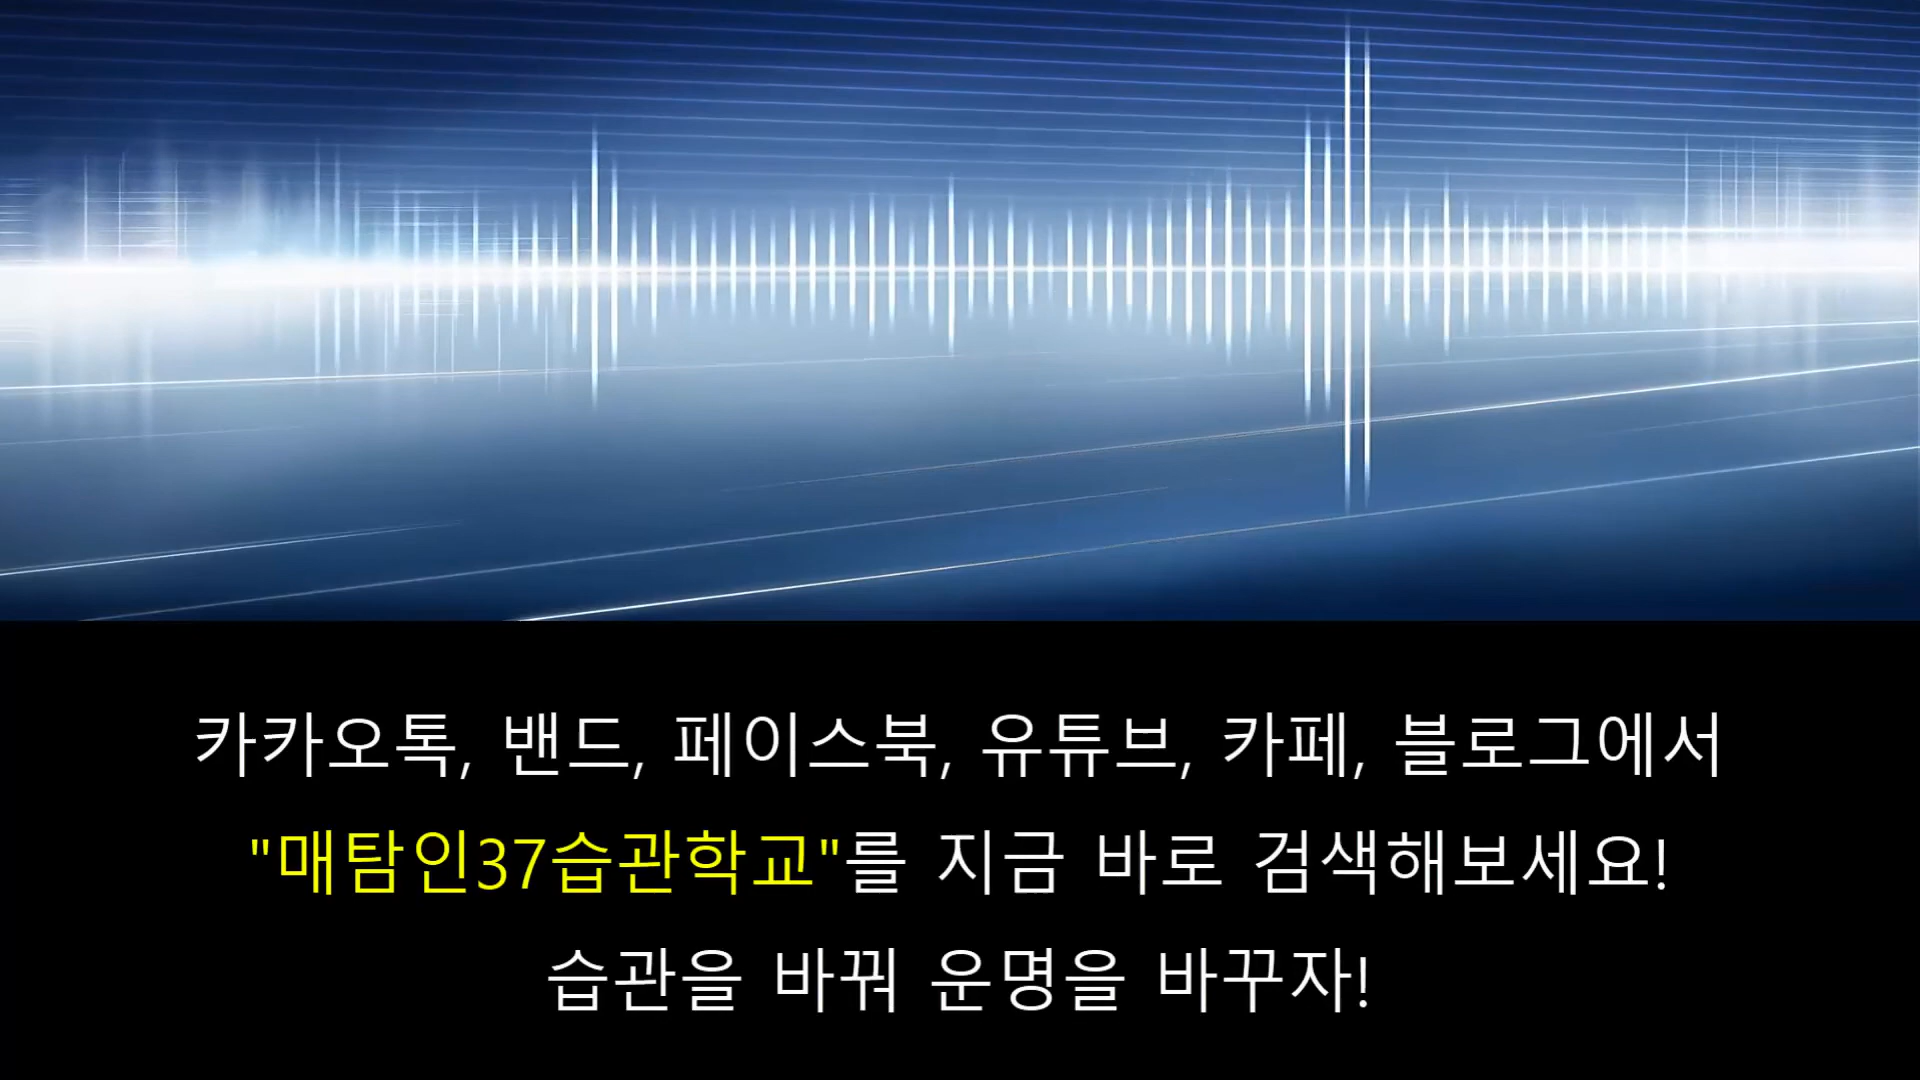 카카오톡, 밴드, 페이스북, 유튜브, 카페, 블로그에서
"매탐인37습관학교"를 지금 바로 검색해보세요!
습관을 바꿔 운명을 바꾸자!